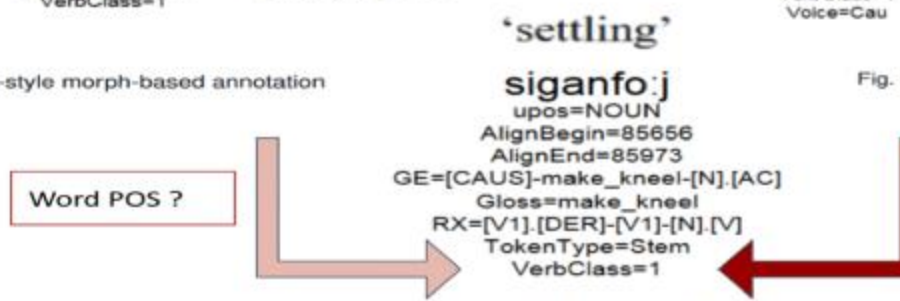 VerbClass=1
Voice=Cau
‘settling’
-style morph-based annotation
Fig.
siganfo:j
upos=NOUN
AlignBegin=85656
AlignEnd=85973
GE=[CAUS]-make_kneel-[N].[AC]
Gloss=make_kneel
RX=[V1].[DER]-[V1]-[N].[V]
TokenType=Stem
VerbClass=1
Word POS ?